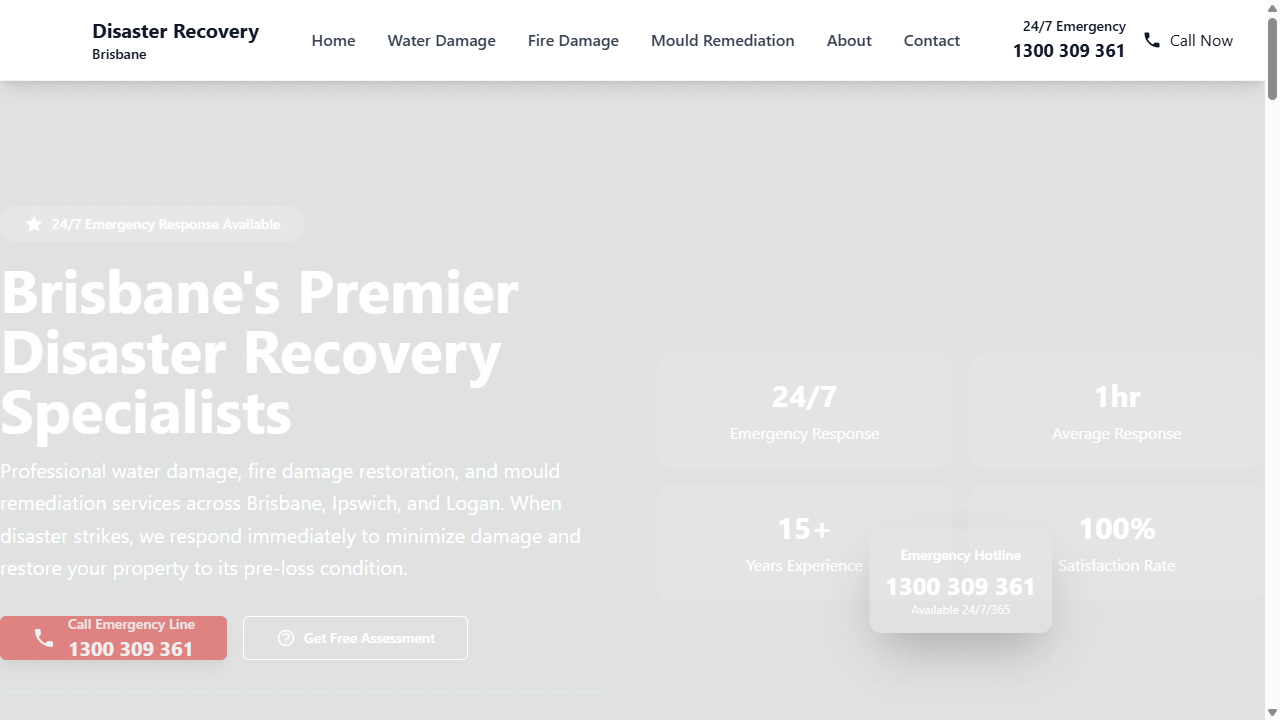 Disaster Recovery
Brisbane
Home
Water Damage
Fire Damage
Mould Remediation
About
Contact
24/7 Emergency
1300 309 361
Call Now
24/7 Emergency Response Available
Brisbane's Premier
Disaster Recovery
Specialists
Professional water damage, fire damage restoration, and mould
remediation services across Brisbane, Ipswich, and Logan. When
disaster strikes, we respond immediately to minimize damage and
restore your property to its pre-loss condition.
Call Emergency Line
1300 309 361
Get Free Assessment
24/7
Emergency Response
1hr
Average Response
15+
Years Experience
100%
Satisfaction Rate
Emergency Hotline
1300 309 361
Available 24/7/365